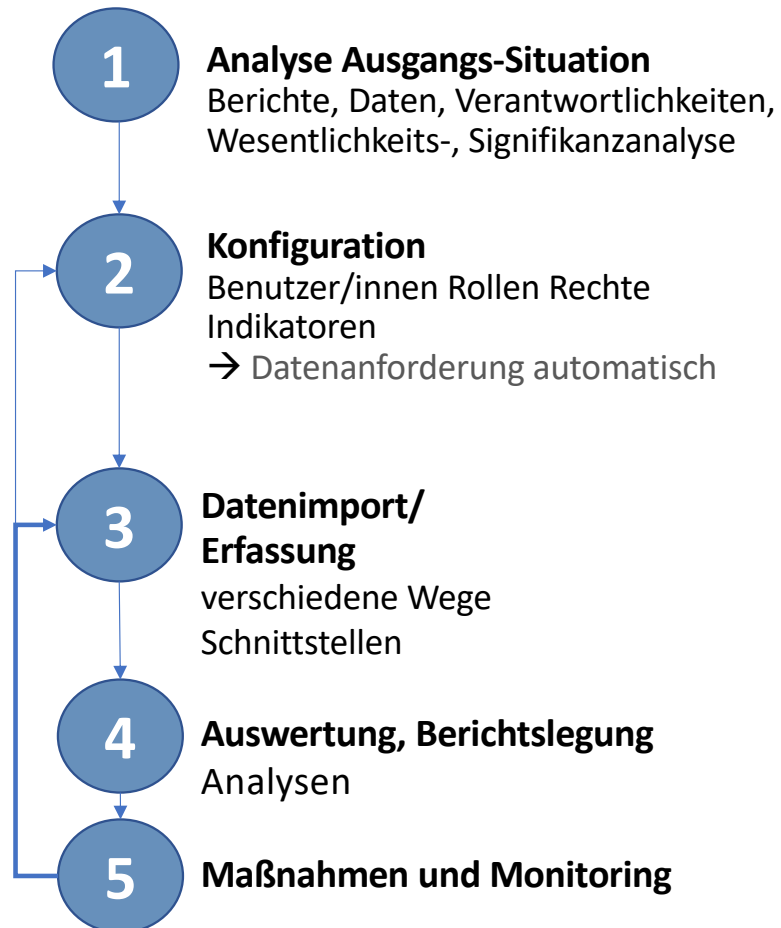 1
Analyse Ausgangs-Situation
Berichte, Daten, Verantwortlichkeiten,
Wesentlichkeits-, Signifikanzanalyse
2
Konfiguration
Benutzer/innen Rollen Rechte
Indikatoren
→ Datenanforderung automatisch
3
Datenimport/
Erfassung
verschiedene Wege
Schnittstellen
4
Auswertung, Berichtslegung
Analysen
5
Maßnahmen und Monitoring